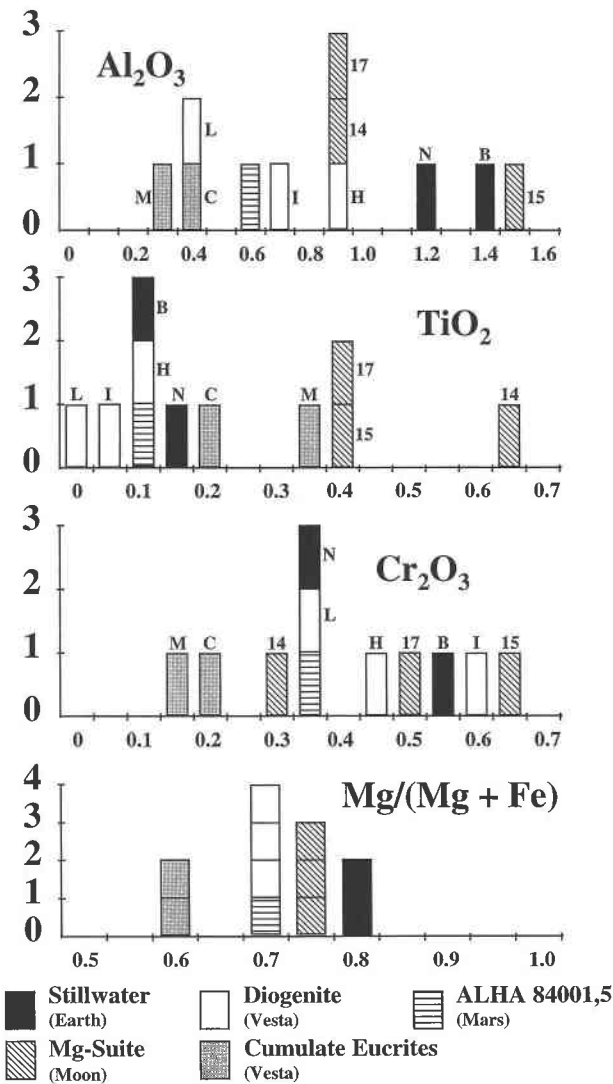 3
Al₂O₃
17
2
L
14
N
B
1
M
C
I
H
15
0
0 0.2 0.4 0.6 0.8 1.0 1.2 1.4 1.6
3
B
TiO₂
2
H
17
L I N C M 14
1
15
0
0 0.1 0.2 0.3 0.4 0.5 0.6 0.7
3
N
Cr₂O₃
2
L
M C 14 H 17 B I 15
1
0
0 0.1 0.2 0.3 0.4 0.5 0.6 0.7
4
Mg/(Mg + Fe)
3
2
1
0
0.5 0.6 0.7 0.8 0.9 1.0
Stillwater Diogenite ALHA 84001,5
(Earth) (Vesta) (Mars)
Mg-Suite Cumulate Eucrites
(Moon) (Vesta)